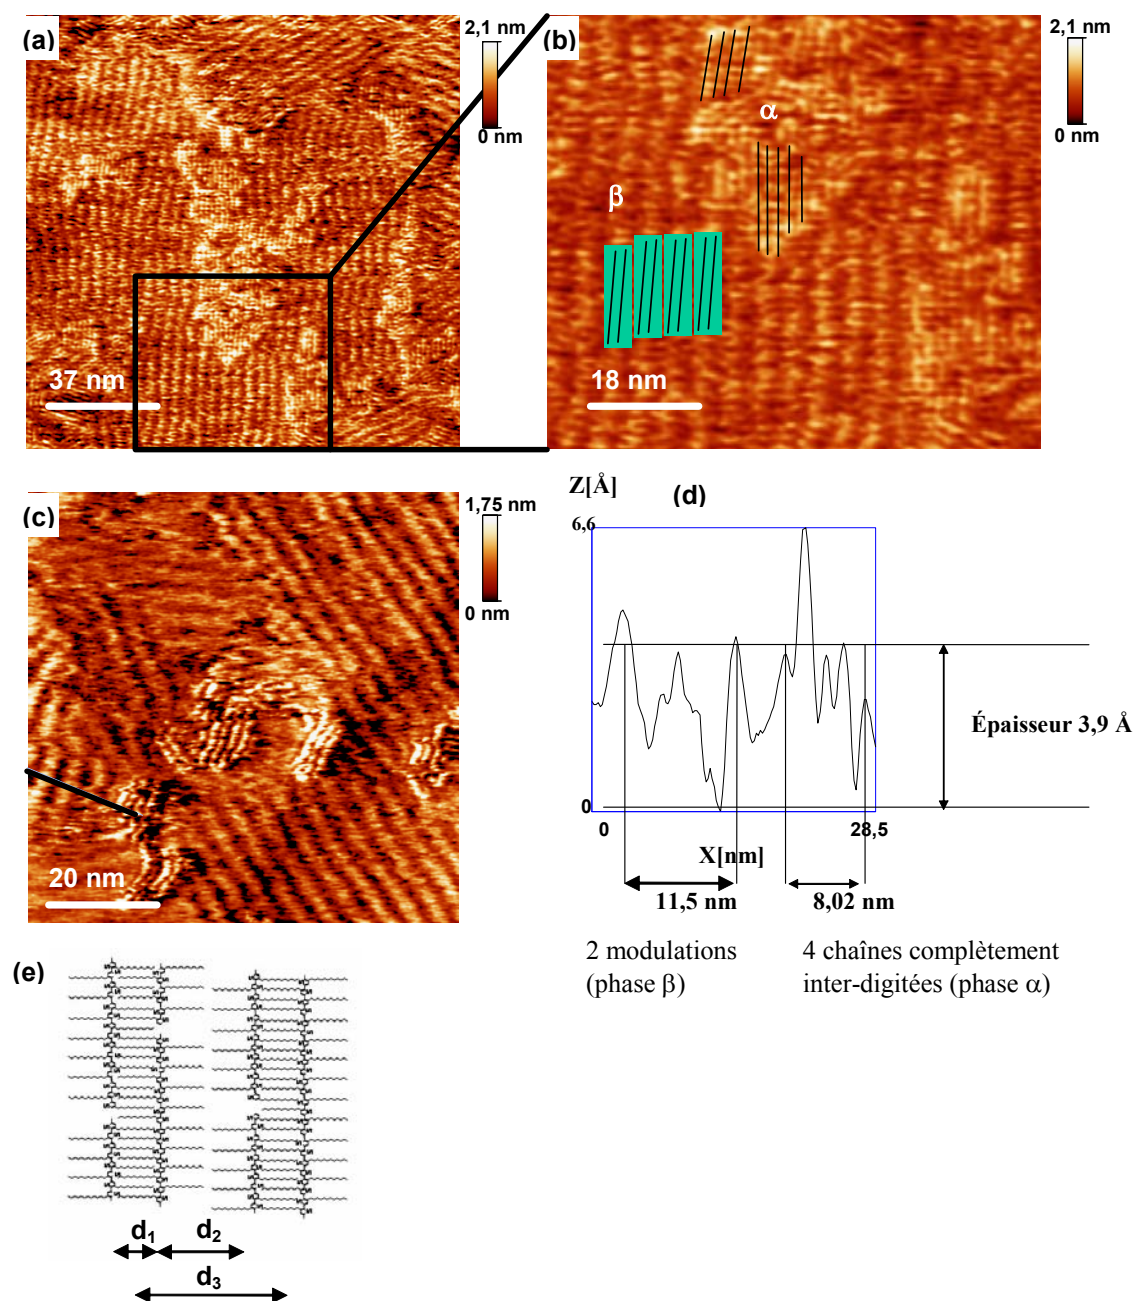 (a)
2,1 nm
0 nm
37 nm
(b)
2,1 nm
0 nm
α
β
18 nm
(c)
1,75 nm
0 nm
20 nm
Z[Å]
(d)
6,6
0
0
28,5
X[nm]
Épaisseur 3,9 Å
11,5 nm
8,02 nm
2 modulations
(phase β)
4 chaînes complètement
inter-digitées (phase α)
(e)
d1
d2
d3